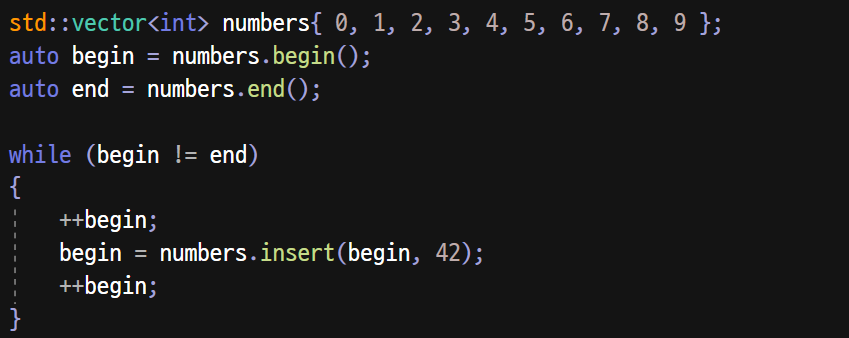 std::vector<int> numbers{ 0, 1, 2, 3, 4, 5, 6, 7, 8, 9 };
auto begin = numbers.begin();
auto end = numbers.end();

while (begin != end)
{
    ++begin;
    begin = numbers.insert(begin, 42);
    ++begin;
}